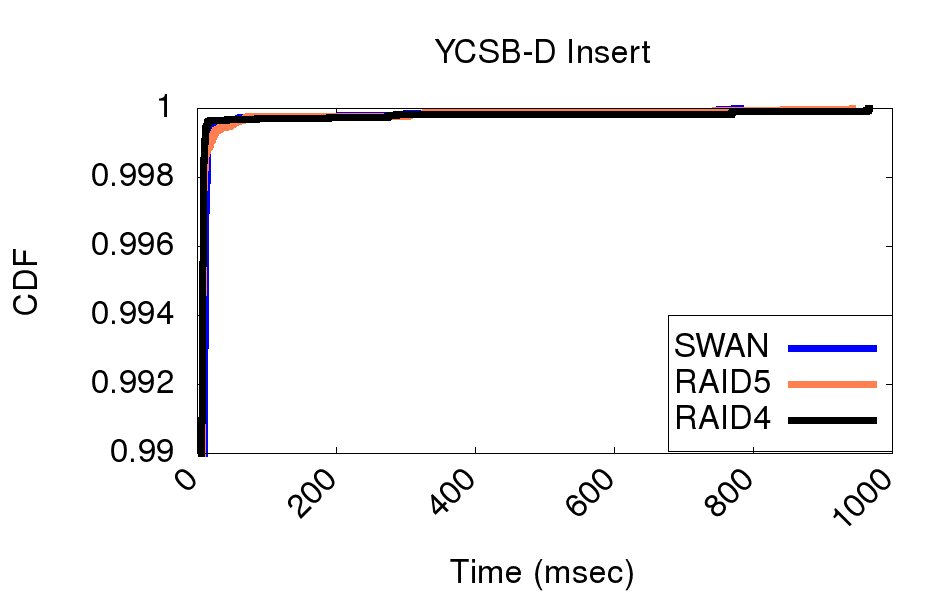 YCSB-D Insert
1
0.998
0.996
0.994
0.992
0.99
CDF
SWAN
RAID5
RAID4
0
200
400
600
800
1000
Time (msec)